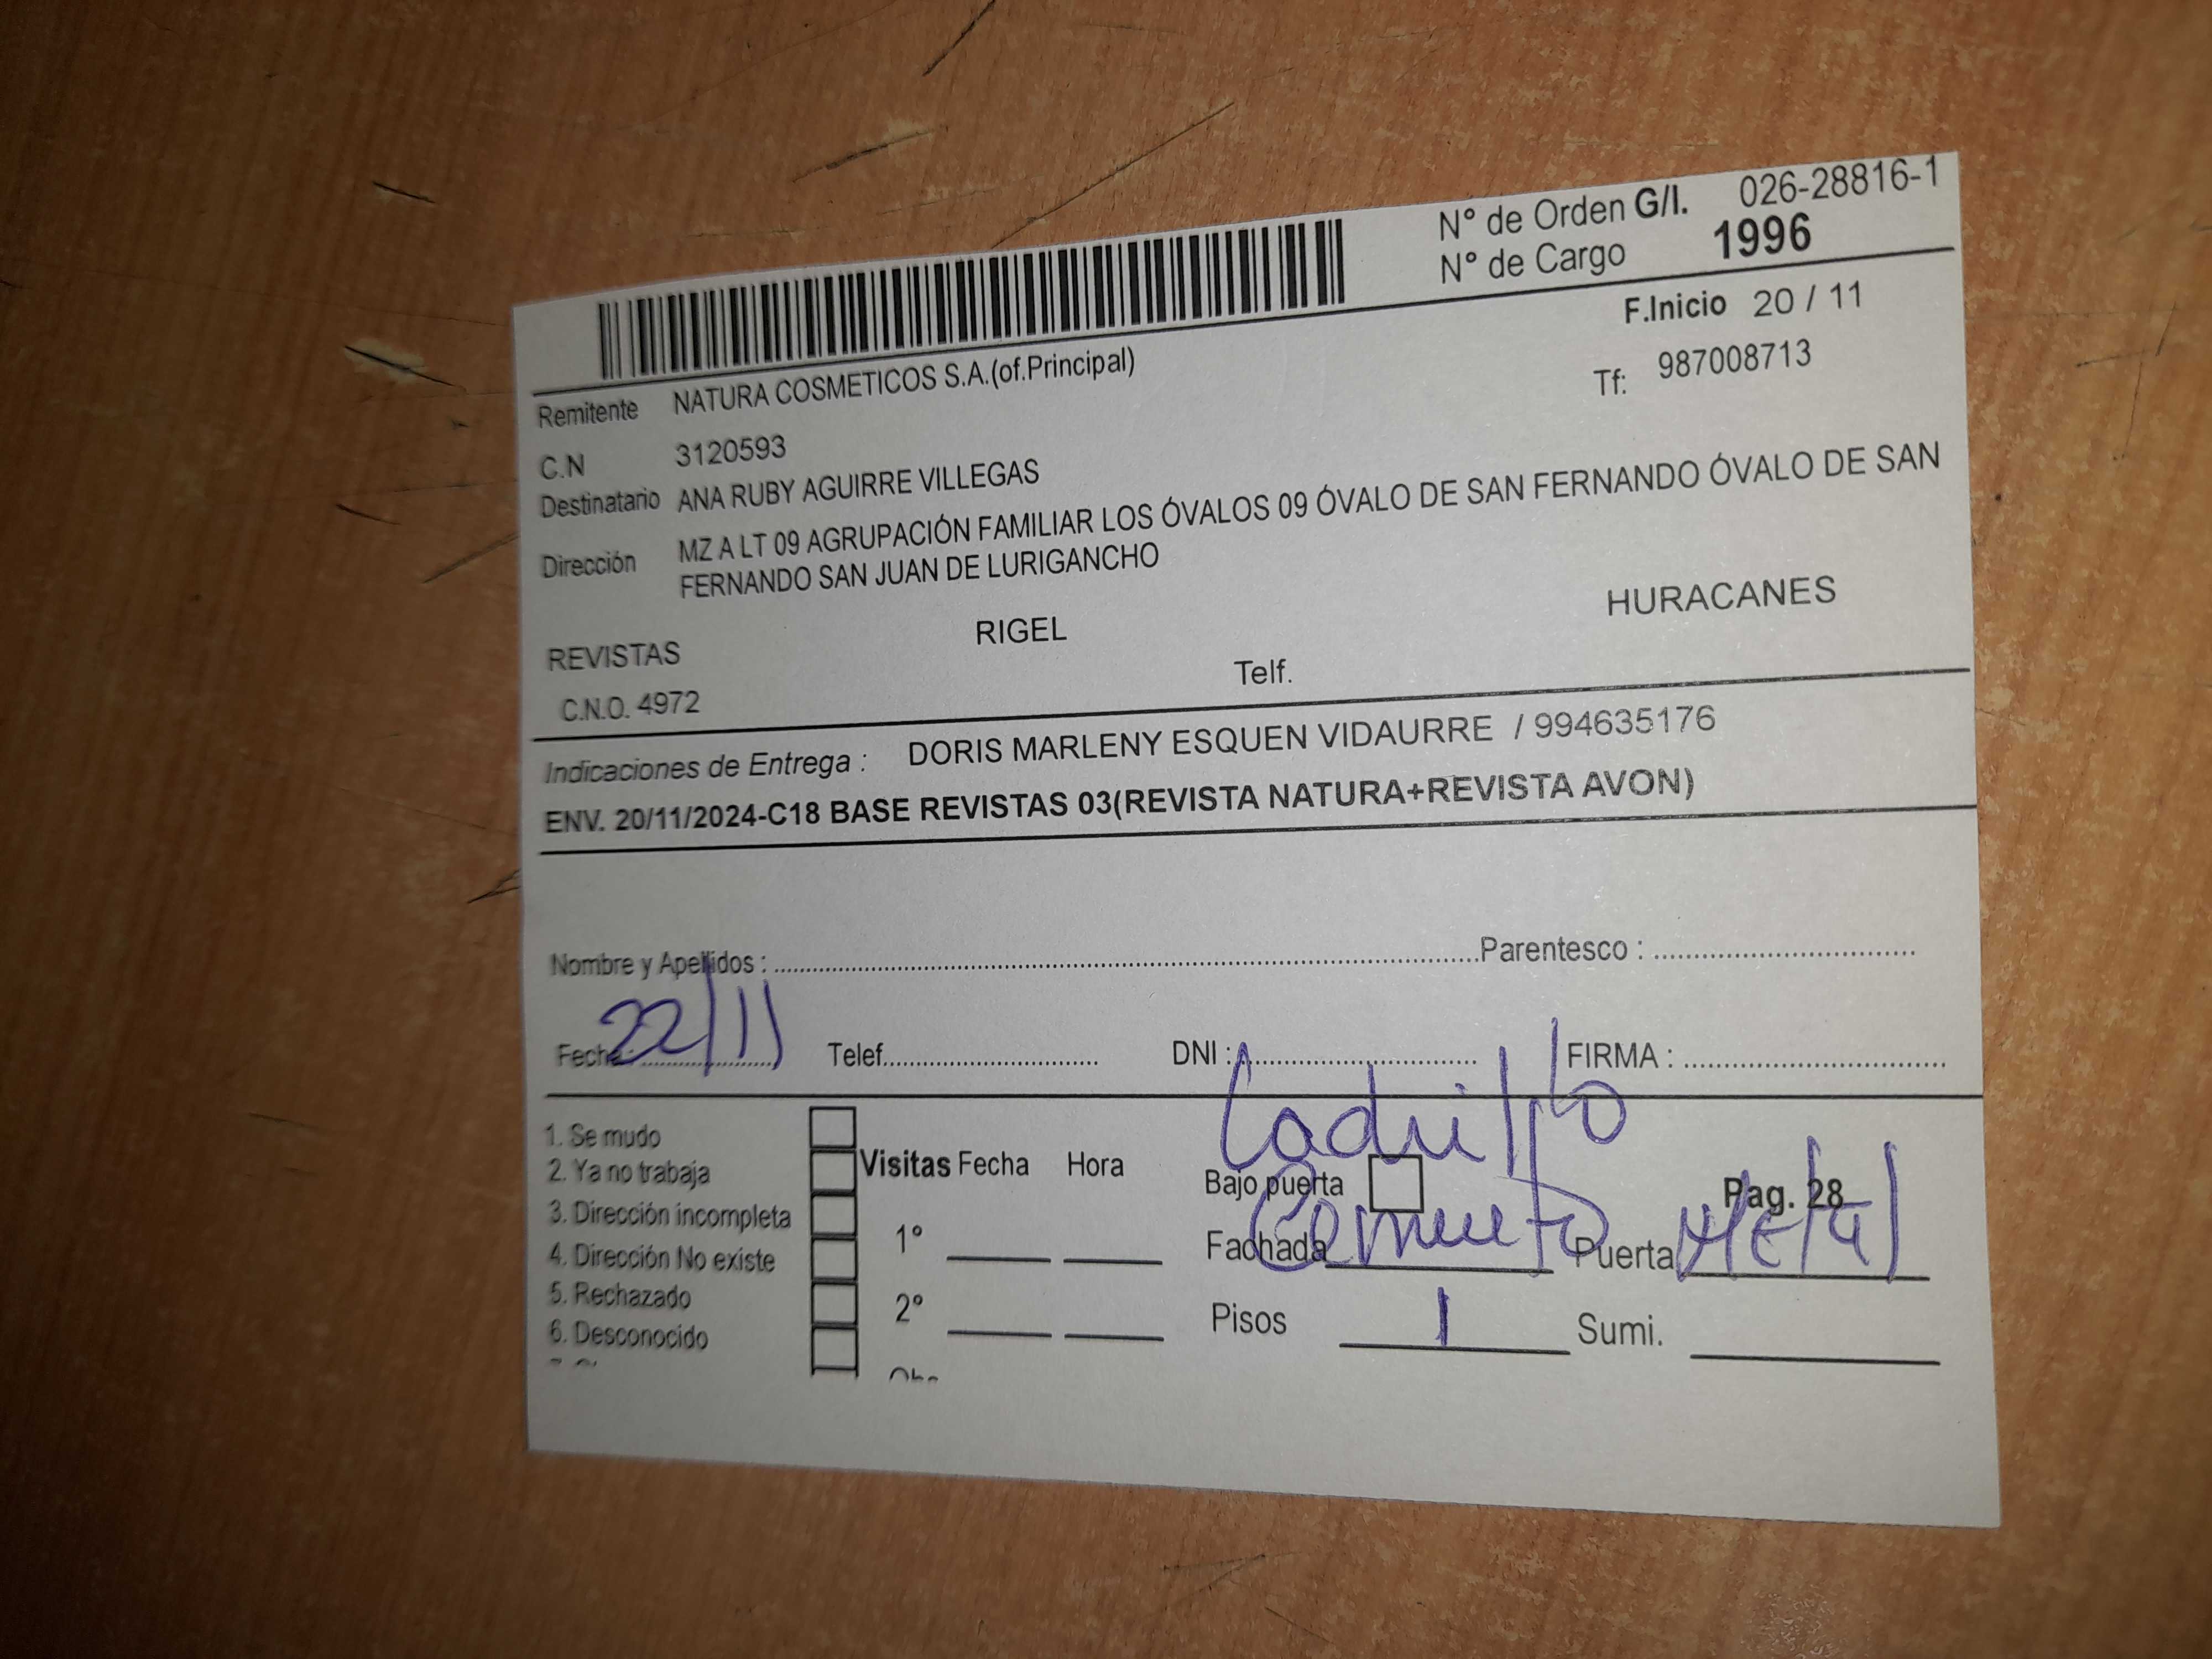 N° de Orden G/I. 026-28816-1
N° de Cargo 1996
F.Inicio 20 / 11
Remitente NATURA COSMETICOS S.A.(of.Principal)
Tf: 987008713
C.N 3120593
Destinatario ANA RUBY AGUIRRE VILLEGAS
Dirección MZ A LT 09 AGRUPACIÓN FAMILIAR LOS ÓVALOS 09 ÓVALO DE SAN FERNANDO ÓVALO DE SAN
FERNANDO SAN JUAN DE LURIGANCHO
REVISTAS RIGEL HURACANES
C.N.O. 4972 Telf.
Indicaciones de Entrega : DORIS MARLENY ESQUEN VIDAURRE / 994635176
ENV. 20/11/2024-C18 BASE REVISTAS 03(REVISTA NATURA+REVISTA AVON)
Nombre y Apellidos : Parentesco :
Fecha: 22/11 Telef. DNI : FIRMA :
Ladrillo
1. Se mudo
2. Ya no trabaja
3. Dirección incompleta
4. Dirección No existe
5. Rechazado
6. Desconocido
Visitas Fecha Hora
1°
2°
Bajo puerta Pag. 28
Fachada Cemento Puerta Metal
Pisos 1 Sumi.